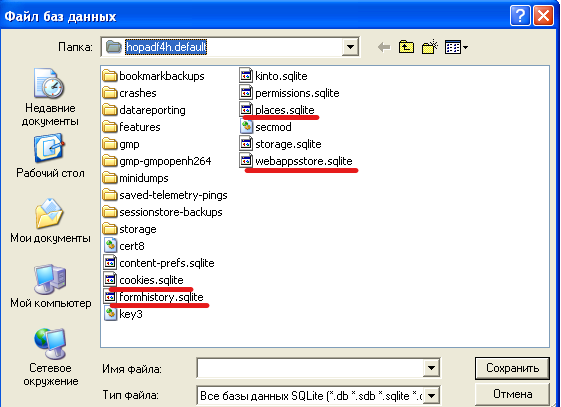 Файл баз данных
Папка:
hopadf4h.default
Недавние документы
Рабочий стол
Мои документы
Мой компьютер
Сетевое окружение
bookmarkbackups
crashes
datareporting
features
gmp
gmp-gmpopenh264
minidumps
saved-telemetry-pings
sessionstore-backups
storage
cert8
content-prefs.sqlite
cookies.sqlite
formhistory.sqlite
key3
kinto.sqlite
permissions.sqlite
places.sqlite
secmod
storage.sqlite
webappsstore.sqlite
Имя файла:
Сохранить
Тип файла:
Все базы данных SQLite (*.db *.sdb *.sqlite *.
Отмена